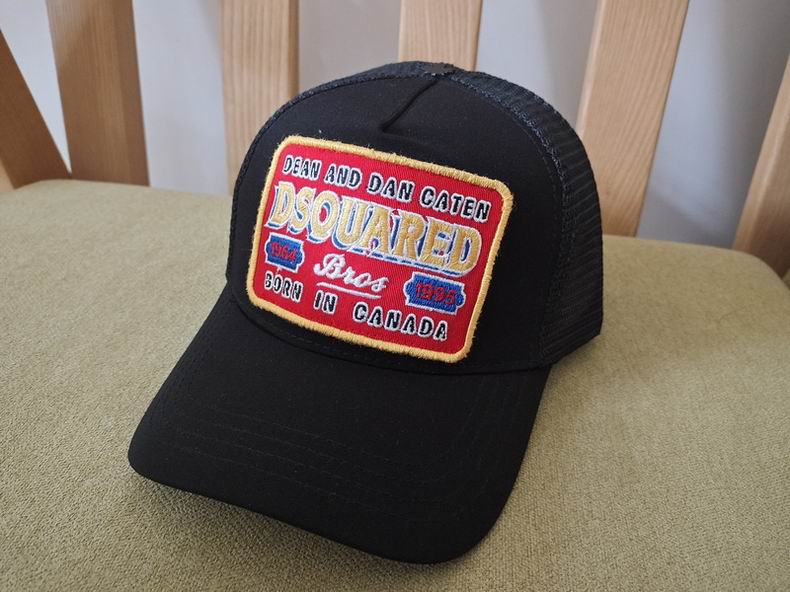 DEAN AND DAN CATEN
DSQUARED
1964 Bros 1995
BORN IN CANADA